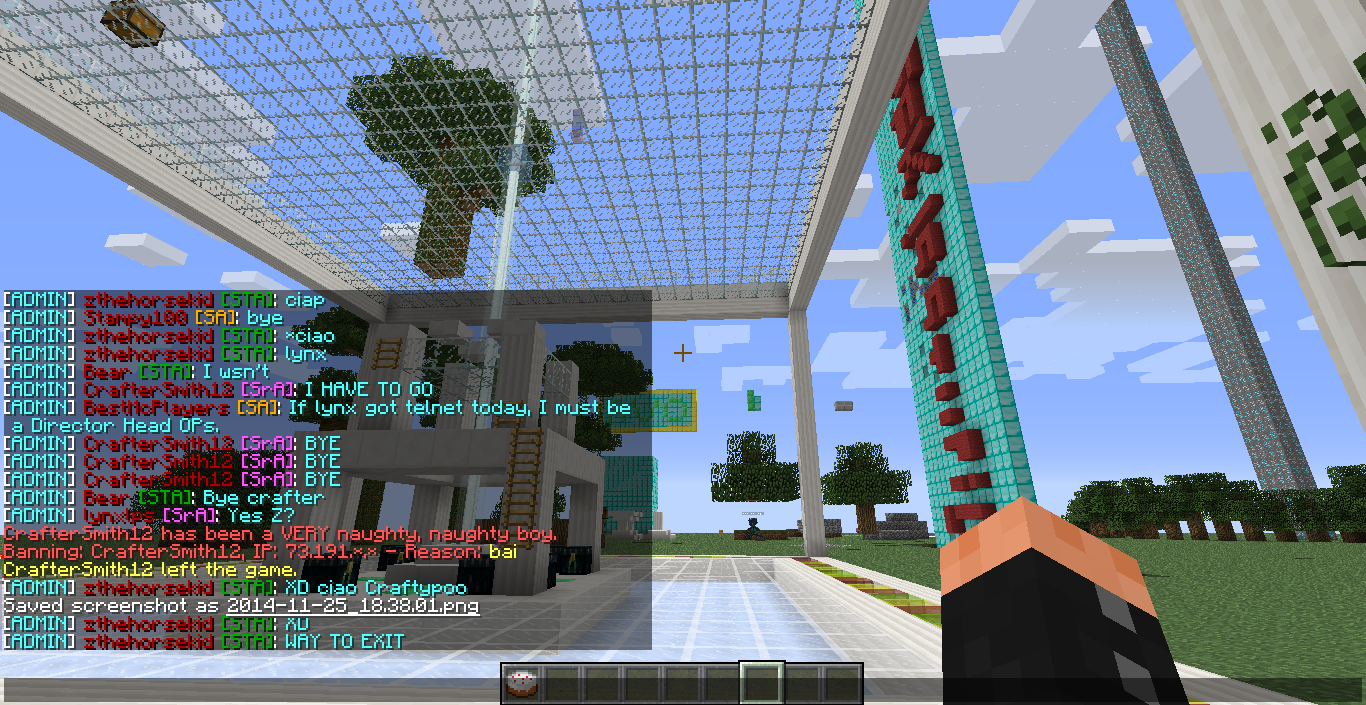 [ADMIN] zthehorsekid [STA]: ciap
[ADMIN] Stampy100 [SA]: bye
[ADMIN] zthehorsekid [STA]: *ciao
[ADMIN] zthehorsekid [STA]: lynx
[ADMIN] Bear [STA]: I wsn't
[ADMIN] CrafterSmith12 [SrA]: I HAVE TO GO
[ADMIN] BestMcPlayers [SA]: If lynx got telnet today, I must be
a Director Head OPs.
[ADMIN] CrafterSmith12 [SrA]: BYE
[ADMIN] CrafterSmith12 [SrA]: BYE
[ADMIN] CrafterSmith12 [SrA]: BYE
[ADMIN] Bear [STA]: Bye crafter
[ADMIN] lynxlps [SrA]: Yes Z?
CrafterSmith12 has been a VERY naughty, naughty boy.
Banning: CrafterSmith12, IP: 73.191.*.* - Reason: bai
CrafterSmith12 left the game.
[ADMIN] zthehorsekid [STA]: XD ciao Craftypoo
Saved screenshot as 2014-11-25_18.38.01.png
[ADMIN] zthehorsekid [STA]: XD
[ADMIN] zthehorsekid [STA]: WAY TO EXIT